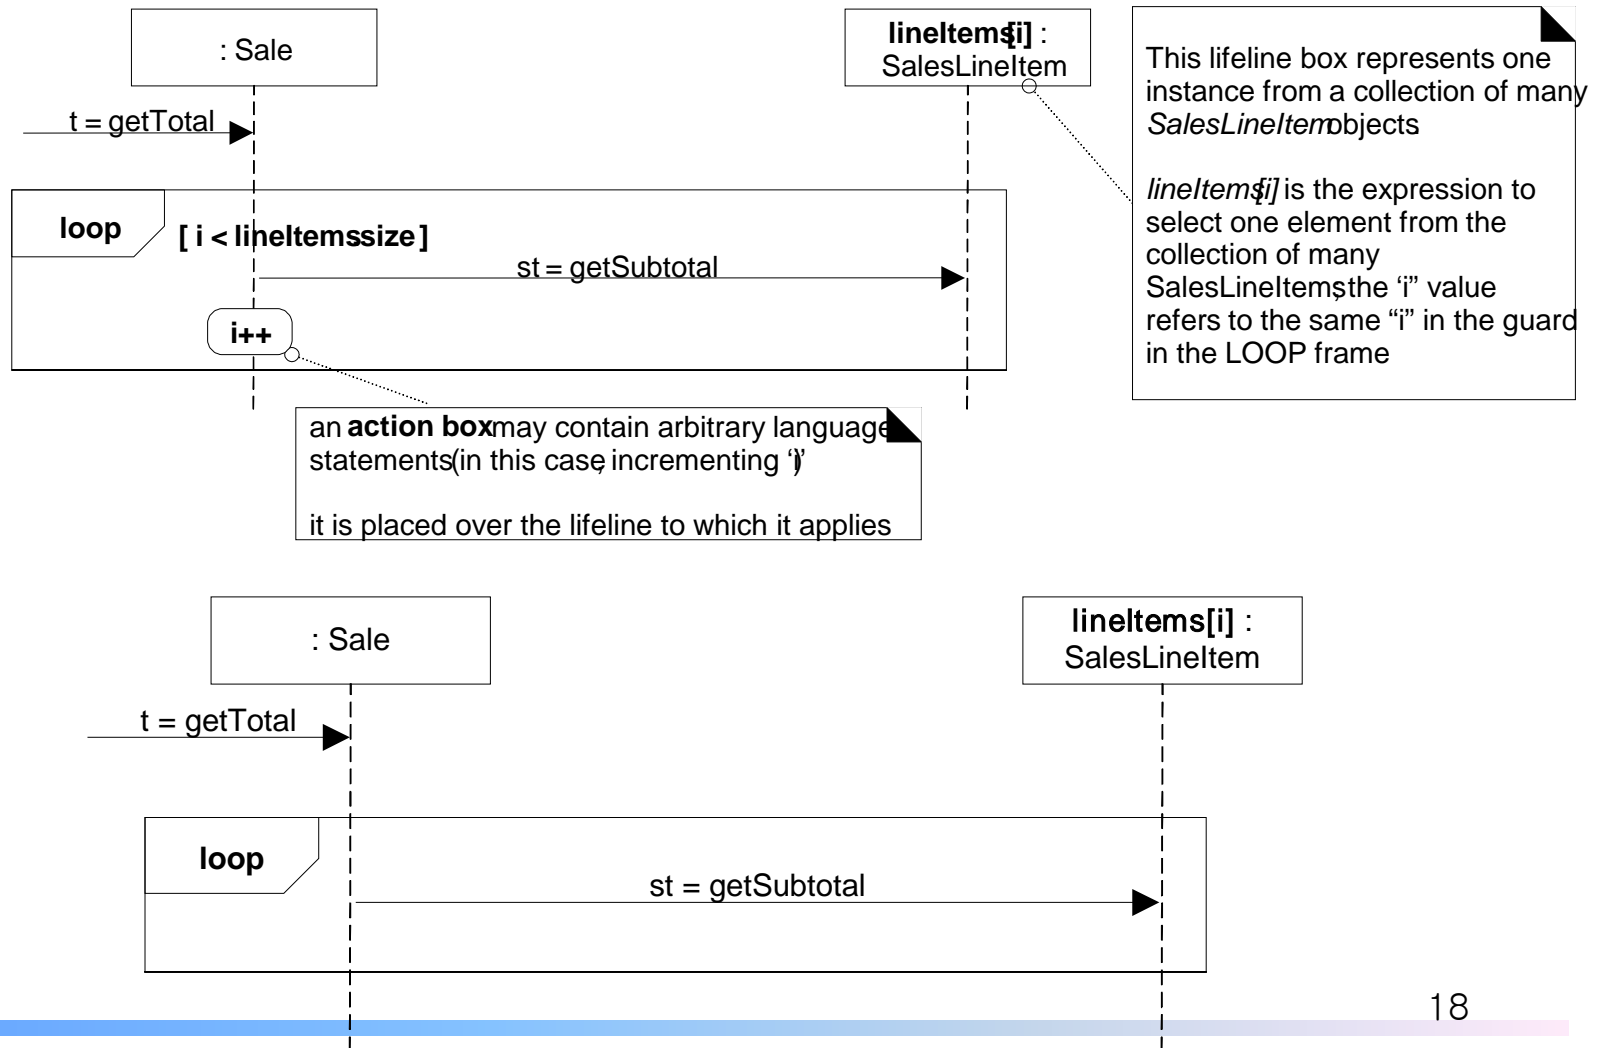 : Sale
lineItems[i] :
SalesLineItem
t = getTotal
loop
[ i < lineItems.size ]
st = getSubtotal
i++
This lifeline box represents one
instance from a collection of many
SalesLineItem objects.
lineItems[i] is the expression to
select one element from the
collection of many
SalesLineItems; the ‘i” value
refers to the same “i” in the guard
in the LOOP frame
an action box may contain arbitrary language
statements (in this case, incrementing ‘i’)
it is placed over the lifeline to which it applies
: Sale
lineItems[i] :
SalesLineItem
t = getTotal
loop
st = getSubtotal
18